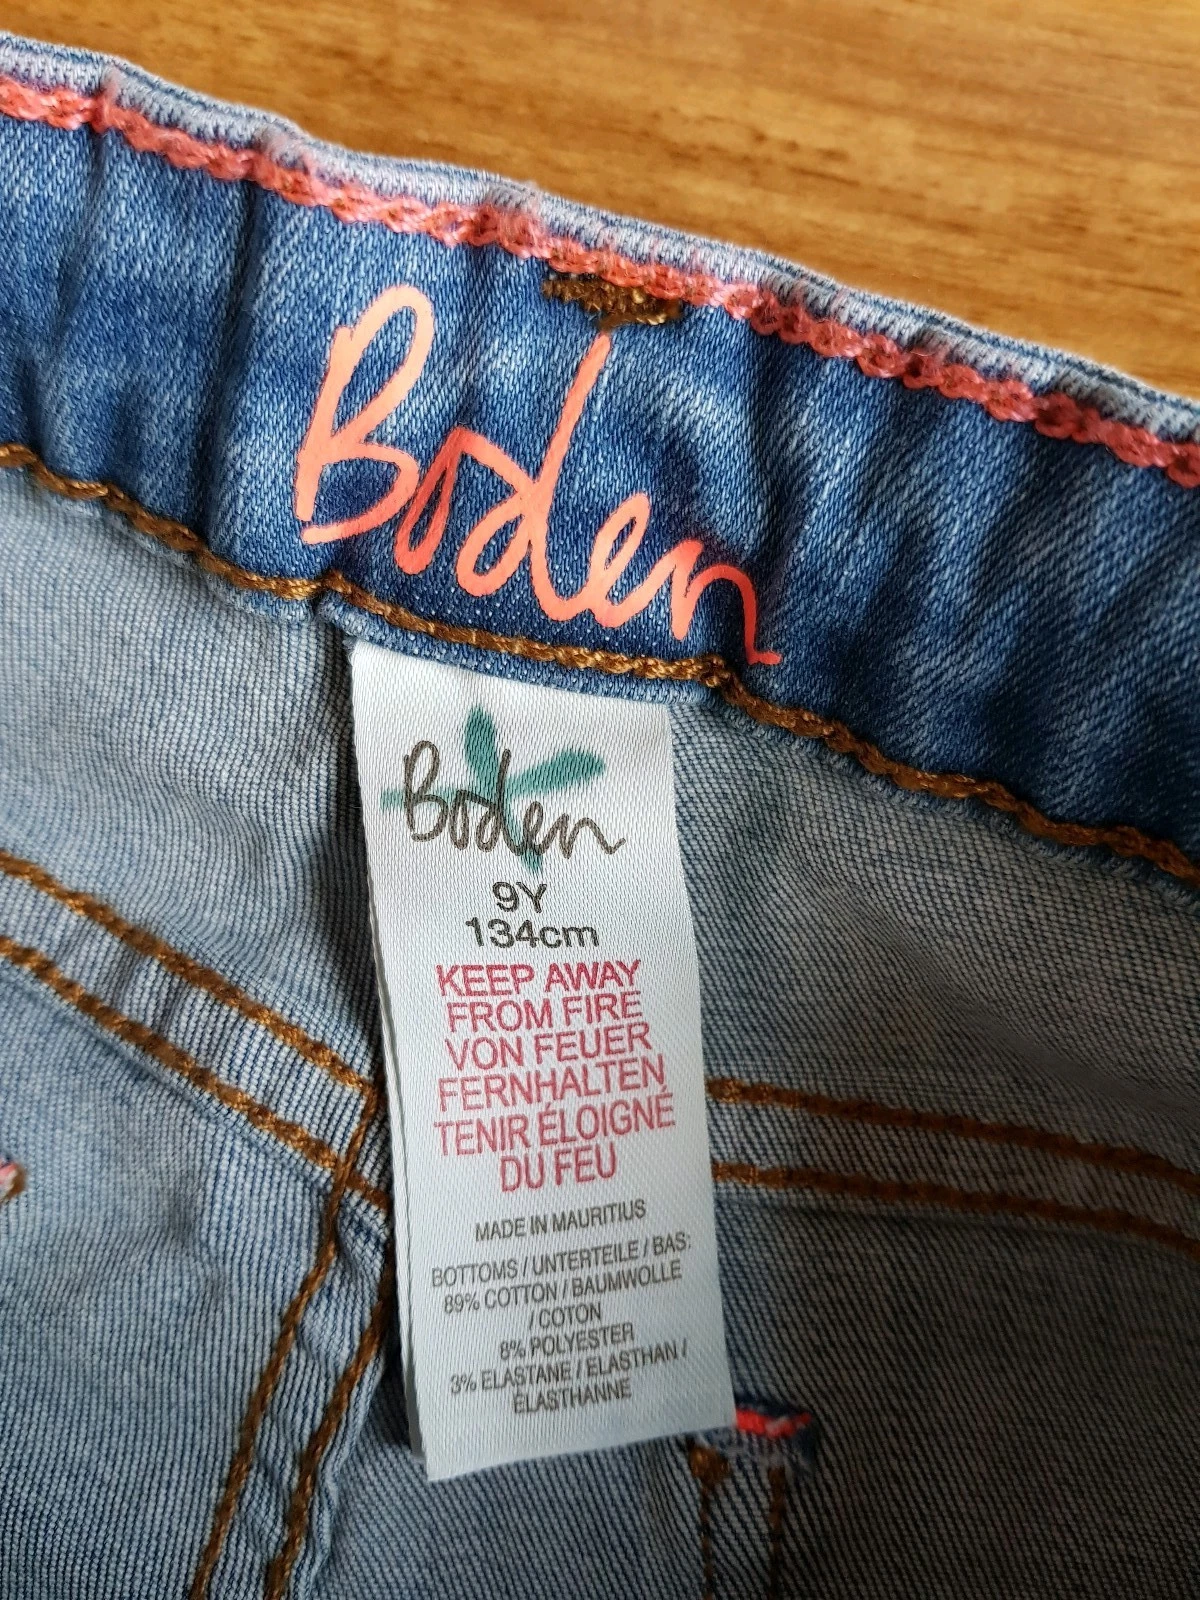 Boden
Boden
9Y
134cm
KEEP AWAY
FROM FIRE
VON FEUER
FERNHALTEN
TENIR ÉLOIGNÉ
DU FEU
MADE IN MAURITIUS
BOTTOMS / UNTERTEILE / BAS:
89% COTTON / BAUMWOLLE
/ COTON
8% POLYESTER
3% ELASTANE / ELASTHAN /
ÉLASTHANNE